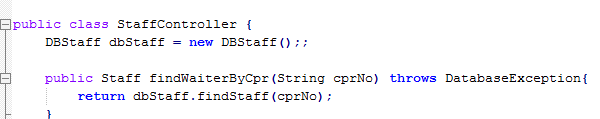 public class StaffController {
    DBStaff dbStaff = new DBStaff();;
    public Staff findWaiterByCpr(String cprNo) throws DatabaseException{
        return dbStaff.findStaff(cprNo);
    }